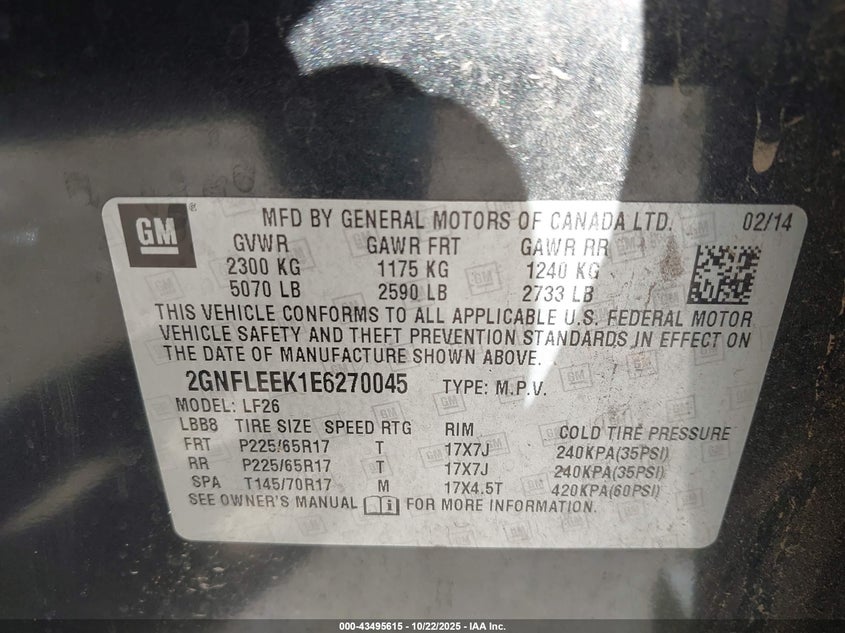 GM
MFD BY GENERAL MOTORS OF CANADA LTD. 02/14
GVWR GAWR FRT GAWR RR
2300 KG 1175 KG 1240 KG
5070 LB 2590 LB 2733 LB
THIS VEHICLE CONFORMS TO ALL APPLICABLE U.S. FEDERAL MOTOR
VEHICLE SAFETY AND THEFT PREVENTION STANDARDS IN EFFECT ON
THE DATE OF MANUFACTURE SHOWN ABOVE.
2GNFLEEK1E6270045 TYPE: M.P.V.
MODEL: LF26
LBB8 TIRE SIZE SPEED RTG RIM COLD TIRE PRESSURE
FRT P225/65R17 T 17X7J 240KPA(35PSI)
RR P225/65R17 T 17X7J 240KPA(35PSI)
SPA T145/70R17 M 17X4.5T 420KPA(60PSI)
SEE OWNER'S MANUAL FOR MORE INFORMATION.
000-43495615 - 10/22/2025 - IAA Inc.